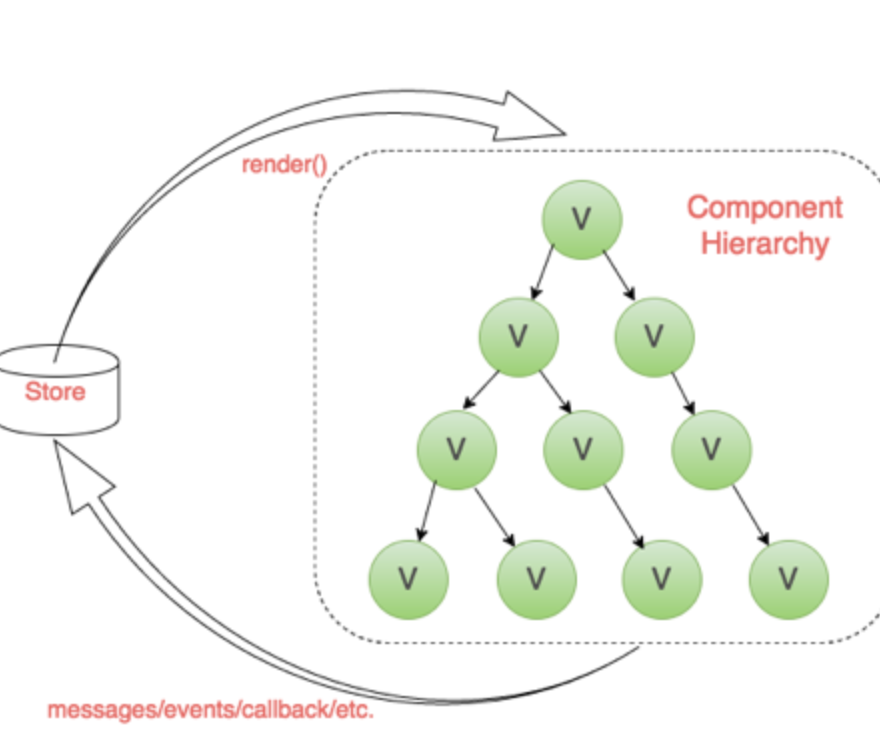 render()
Component
Hierarchy
V
V
V
Store
V
V
V
V
V
V
V
messages/events/callback/etc.